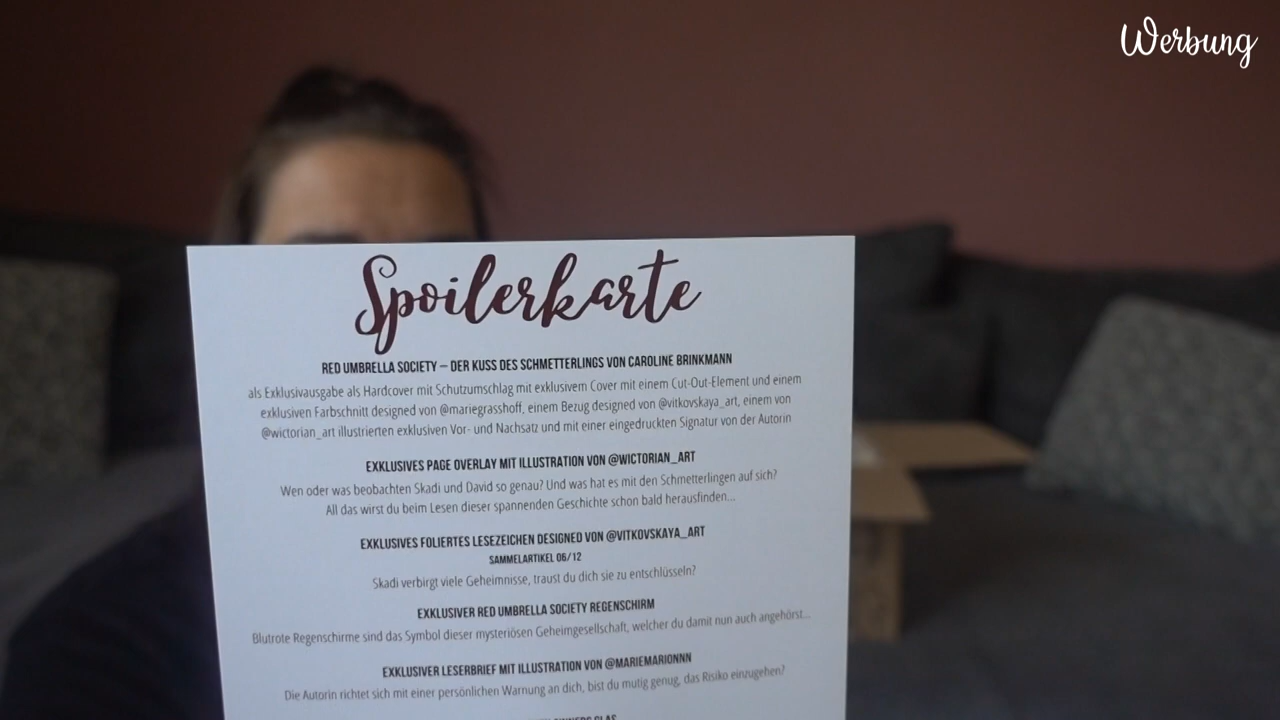 Werbung
Spoilerkarte
RED UMBRELLA SOCIETY – DER KUSS DES SCHMETTERLINGS VON CAROLINE BRINKMANN
als Exklusivausgabe als Hardcover mit Schutzumschlag mit exklusivem Cover mit einem Cut-Out-Element und einem
exklusiven Farbschnitt designed von @mariegrasshoff, einem Bezug designed von @vitkovskaya_art, einem von
@wictorian_art illustrierten exklusiven Vor- und Nachsatz und mit einer eingedruckten Signatur von der Autorin
EXKLUSIVES PAGE OVERLAY MIT ILLUSTRATION VON @WICTORIAN_ART
Wen oder was beobachten Skadi und David so genau? Und was hat es mit den Schmetterlingen auf sich?
All das wirst du beim Lesen dieser spannenden Geschichte schon bald herausfinden...
EXKLUSIVES FOLIERTES LESEZEICHEN DESIGNED VON @VITKOVSKAYA_ART
SAMMELARTIKEL 06/12
Skadi verbirgt viele Geheimnisse, traust du dich sie zu entschlüsseln?
EXKLUSIVER RED UMBRELLA SOCIETY REGENSCHIRM
Blutrote Regenschirme sind das Symbol dieser mysteriösen Geheimgesellschaft, welcher du damit nun auch angehörst...
EXKLUSIVER LESERBRIEF MIT ILLUSTRATION VON @MARIEMARIONNN
Die Autorin richtet sich mit einer persönlichen Warnung an dich, bist du mutig genug, das Risiko einzugehen?